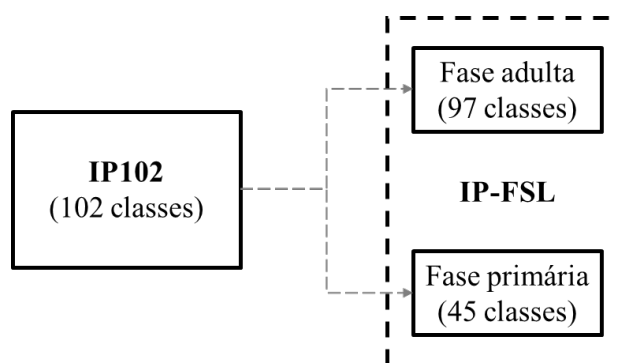 IP102
(102 classes)
Fase adulta
(97 classes)
IP-FSL
Fase primária
(45 classes)